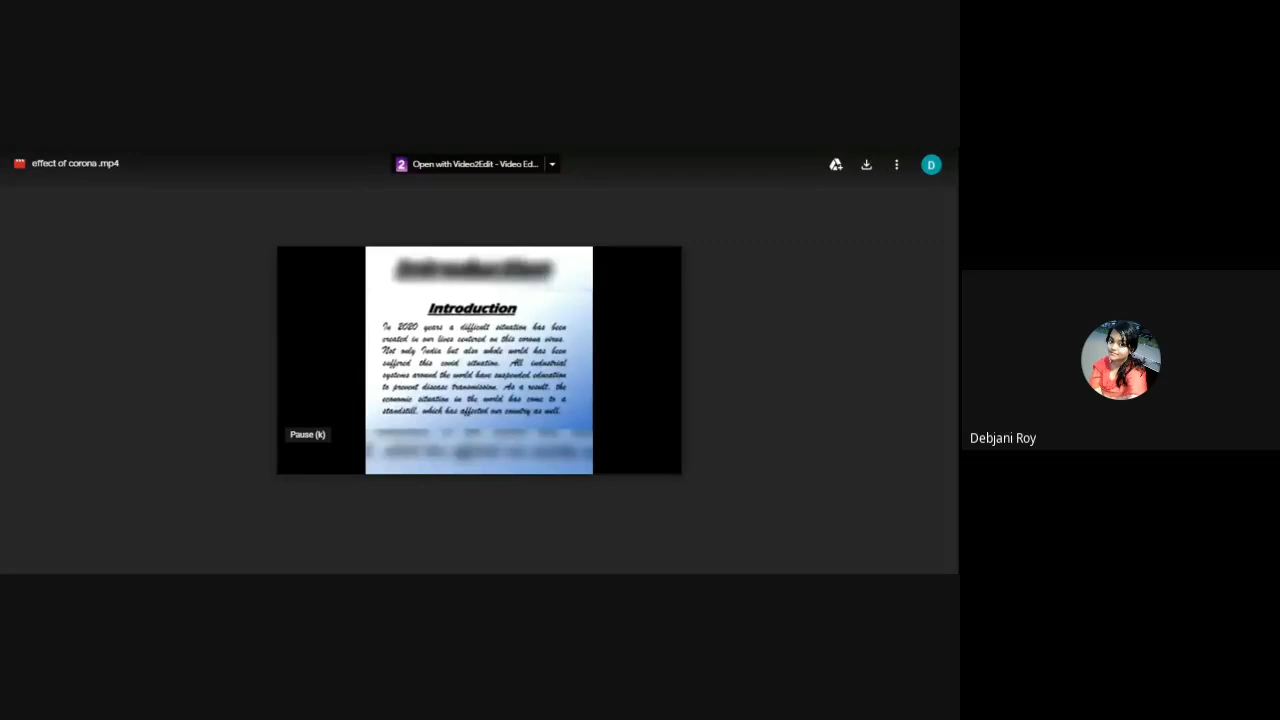 effect of corona .mp4
2 Open with Video2Edit - Video Ed...
D
Introduction
Introduction
In 2020 years a difficult situation has been
created in our lives centered on this corona virus.
Not only India but also whole world has been
suffered this covid situation. All industrial
systems around the world have suspended education
to prevent disease transmission. As a result, the
economic situation in the world has come to a
standstill, which has affected our country as well.
Pause (k)
Debjani Roy